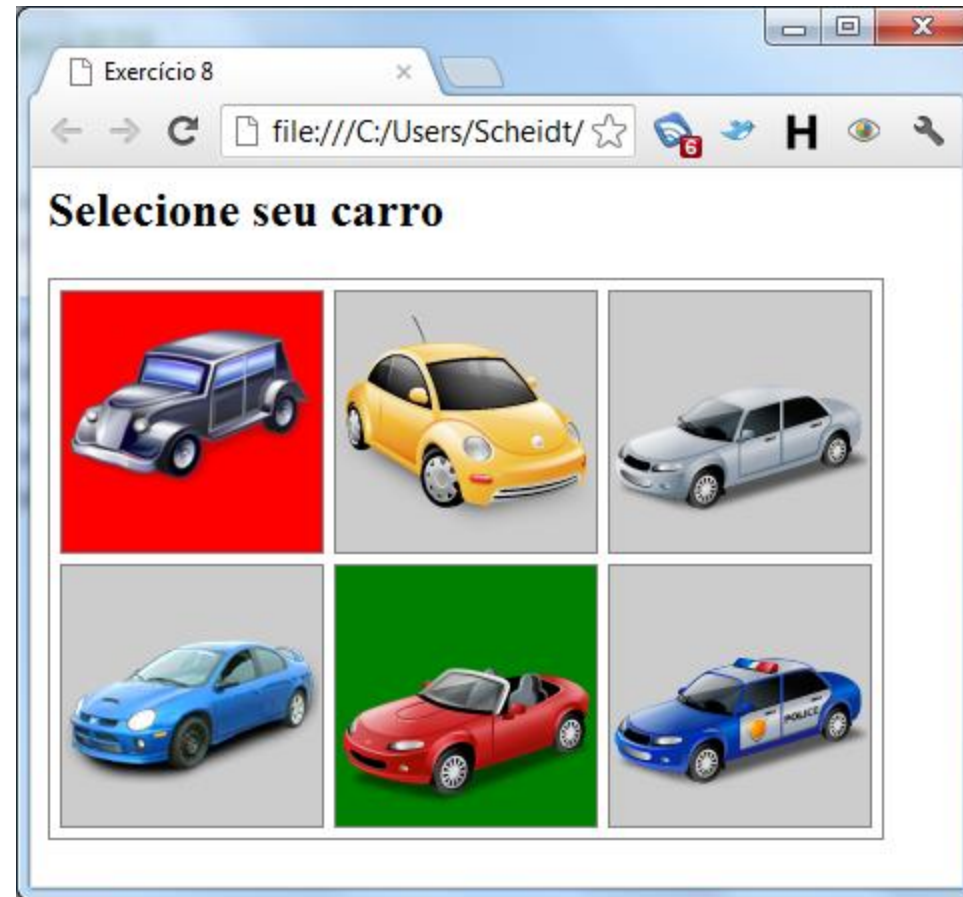 Exercício 8
file:///C:/Users/Scheidt/
6
H
Selecione seu carro
POLICE